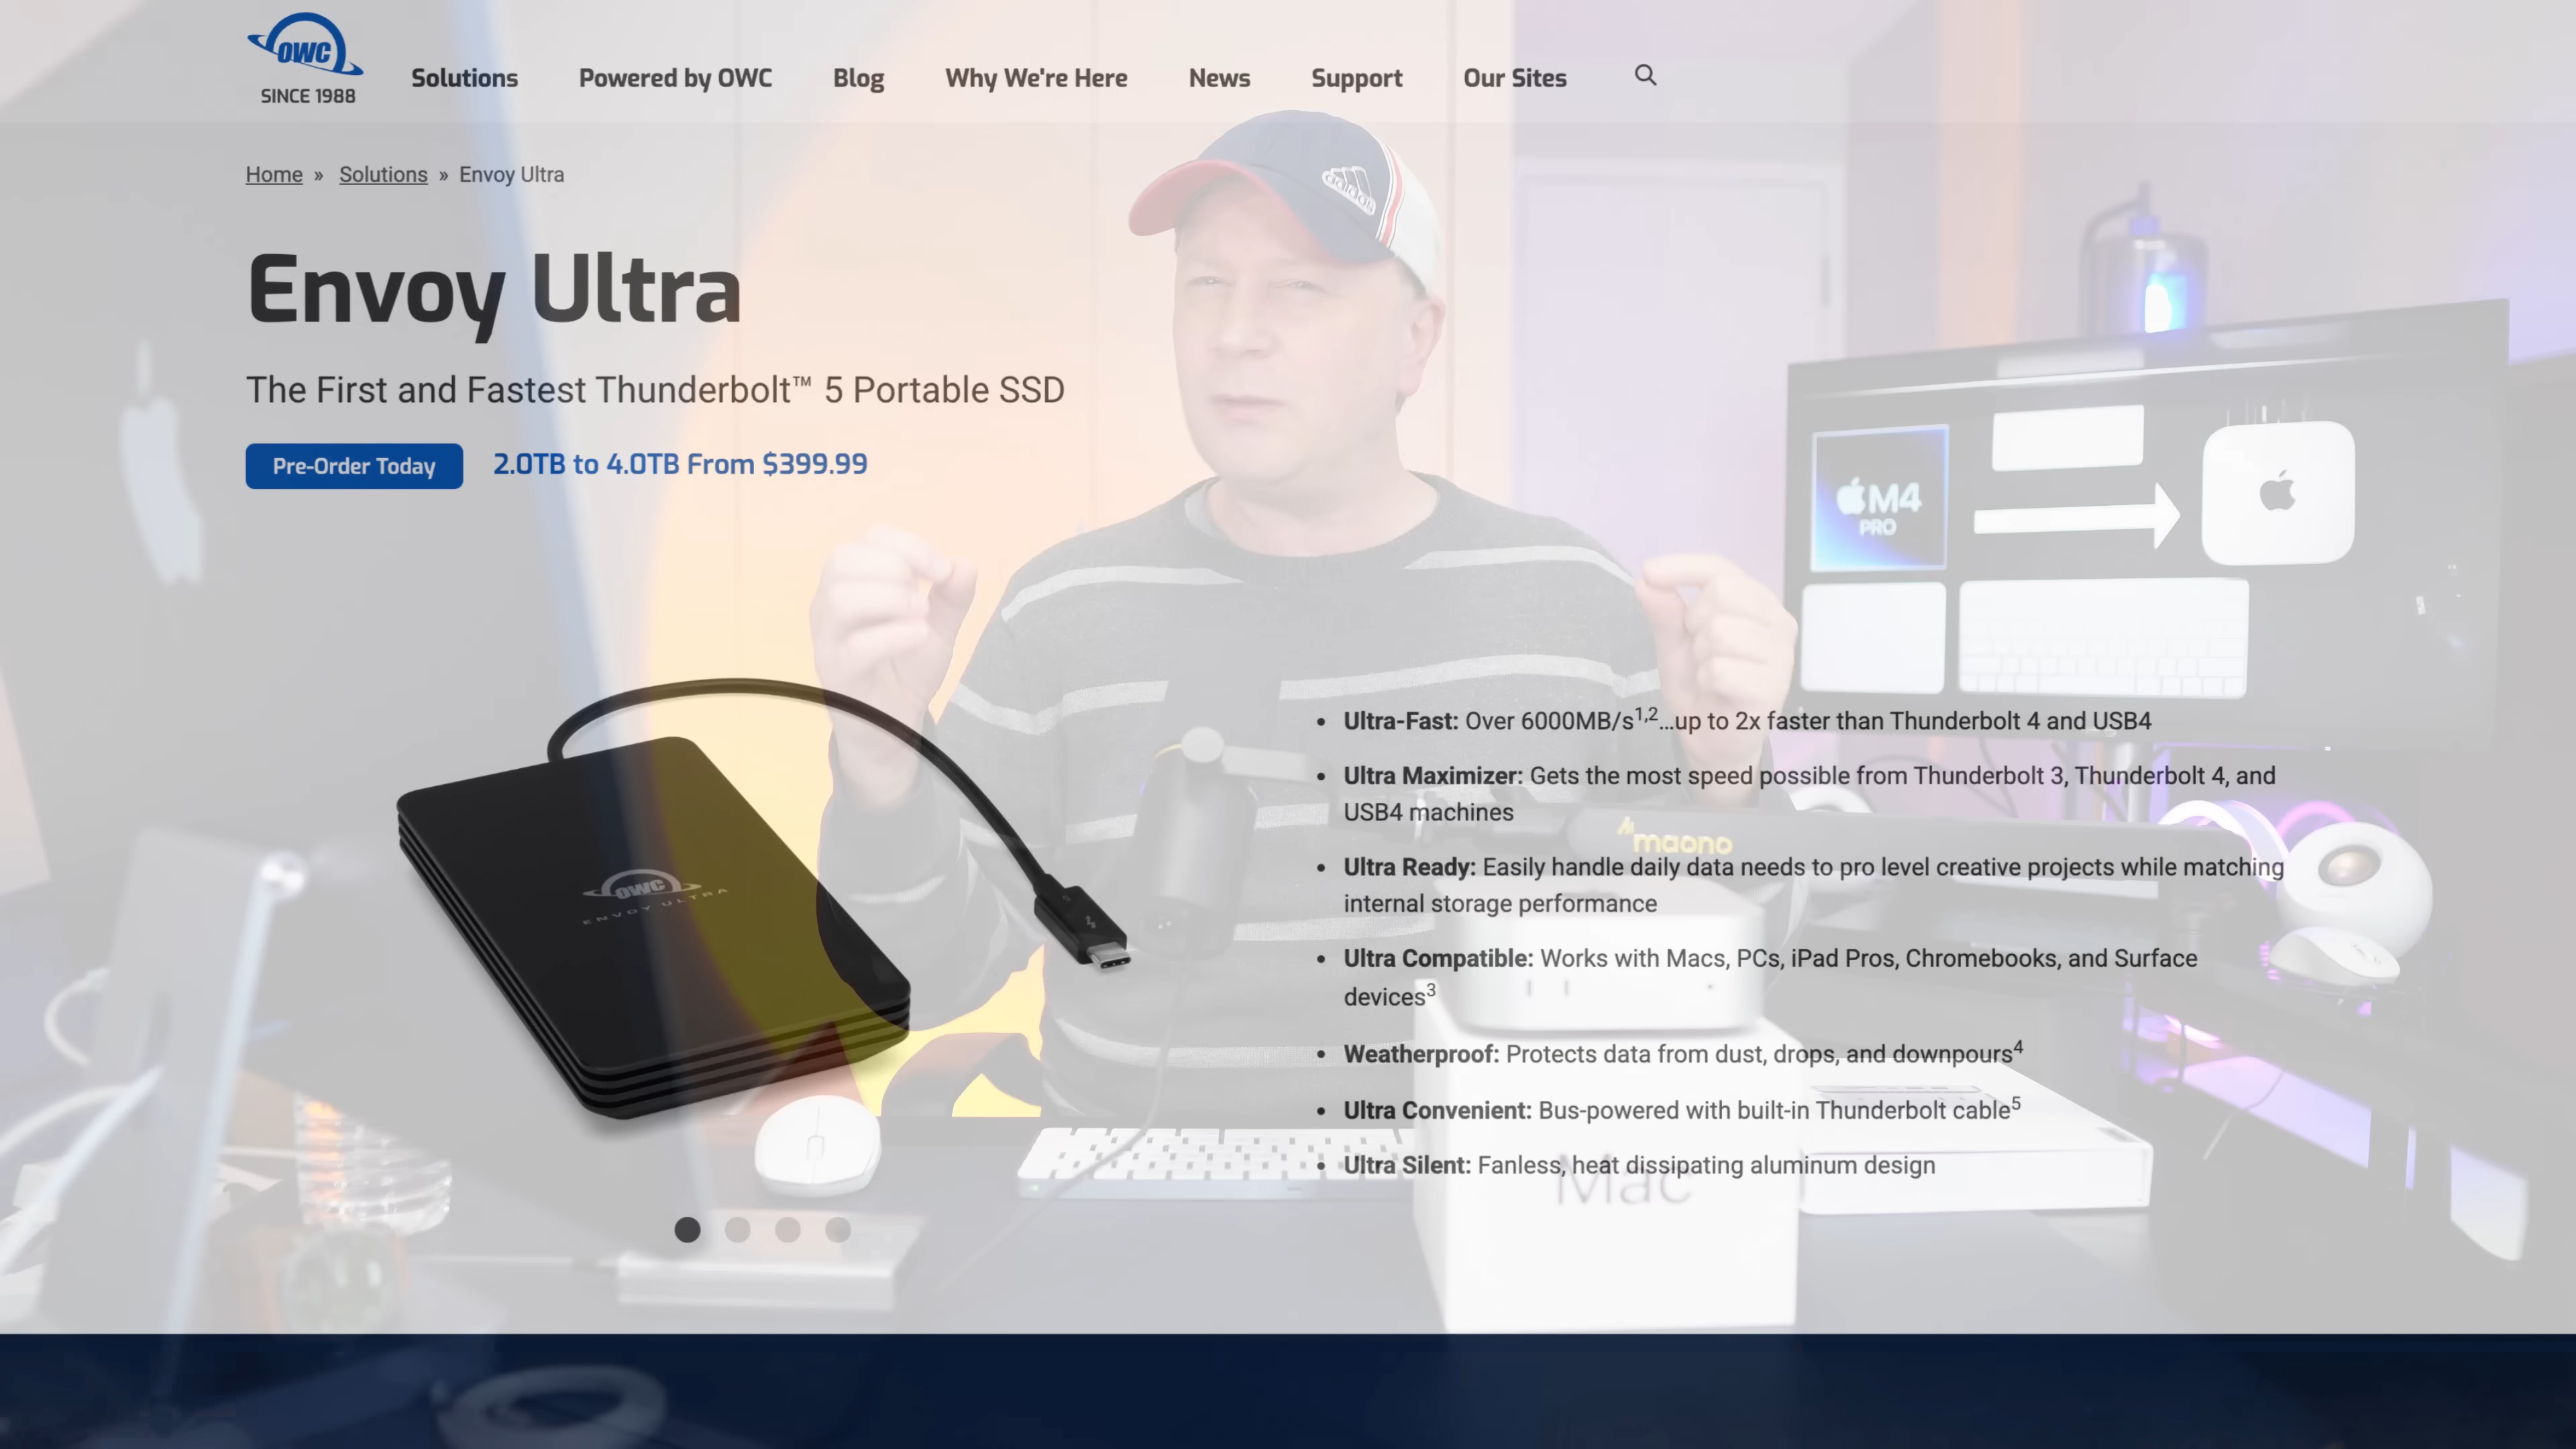 OWC
SINCE 1988
Solutions
Powered by OWC
Blog
Why We're Here
News
Support
Our Sites
Home » Solutions » Envoy Ultra
adidas
Envoy Ultra
The First and Fastest Thunderbolt™ 5 Portable SSD
Pre-Order Today
2.0TB to 4.0TB From $399.99
M4
PRO
• Ultra-Fast: Over 6000MB/s1,2...up to 2x faster than Thunderbolt 4 and USB4
• Ultra Maximizer: Gets the most speed possible from Thunderbolt 3, Thunderbolt 4, and
USB4 machines
maono
• Ultra Ready: Easily handle daily data needs to pro level creative projects while matching
internal storage performance
OWC
ENVOY ULTRA
• Ultra Compatible: Works with Macs, PCs, iPad Pros, Chromebooks, and Surface
devices3
• Weatherproof: Protects data from dust, drops, and downpours4
• Ultra Convenient: Bus-powered with built-in Thunderbolt cable5
• Ultra Silent: Fanless, heat dissipating aluminum design
Mac